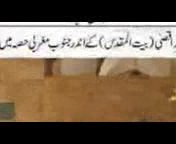 اقصیٰ (بیت المقدس) کے اندر جنوب مغربی حصہ میں